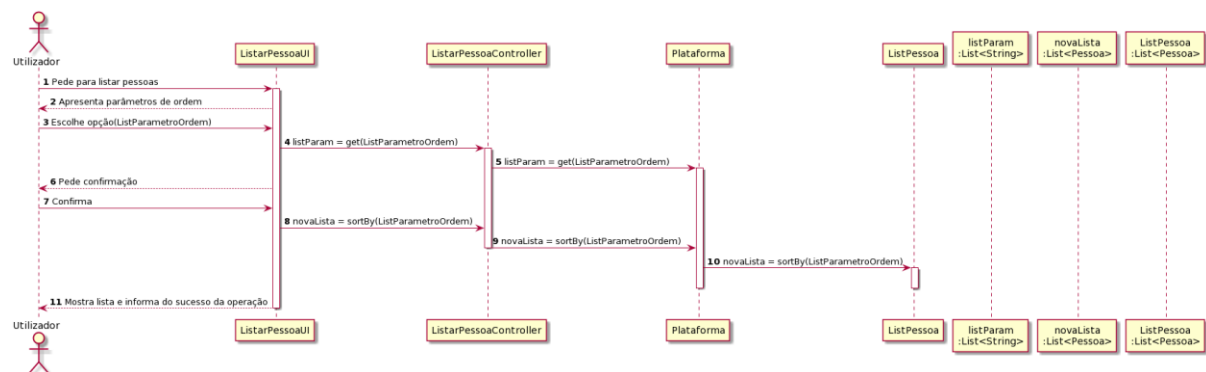 Utilizador
ListarPessoaUI
ListarPessoaController
Plataforma
ListPessoa
listParam
:List<String>
novaLista
:List<Pessoa>
ListPessoa
:List<Pessoa>
1 Pede para listar pessoas
2 Apresenta parâmetros de ordem
3 Escolhe opção(ListParametroOrdem)
4 listParam = get(ListParametroOrdem)
5 listParam = get(ListParametroOrdem)
6 Pede confirmação
7 Confirma
8 novaLista = sortBy(ListParametroOrdem)
9 novaLista = sortBy(ListParametroOrdem)
10 novaLista = sortBy(ListParametroOrdem)
11 Mostra lista e informa do sucesso da operação
Utilizador
ListarPessoaUI
ListarPessoaController
Plataforma
ListPessoa
listParam
:List<String>
novaLista
:List<Pessoa>
ListPessoa
:List<Pessoa>